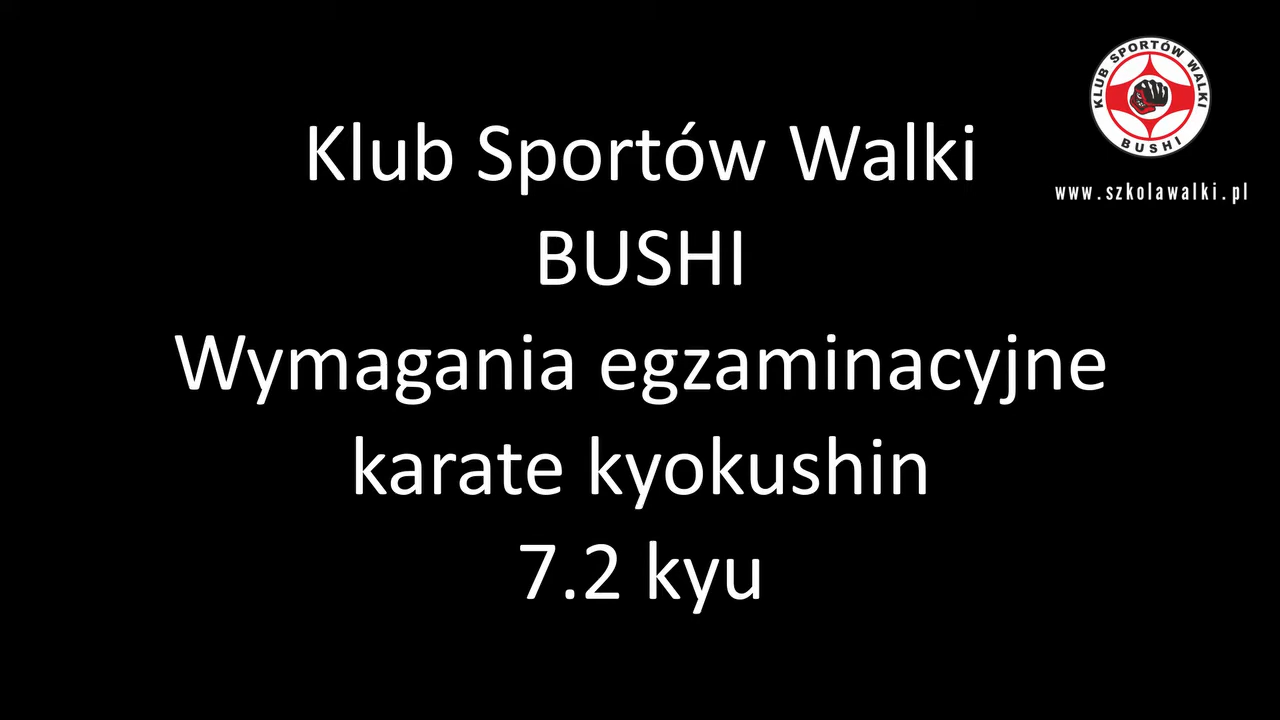 KLUB SPORTÓW WALKI
BUSHI
www.szkolawalki.pl
Klub Sportów Walki
BUSHI
Wymagania egzaminacyjne
karate kyokushin
7.2 kyu